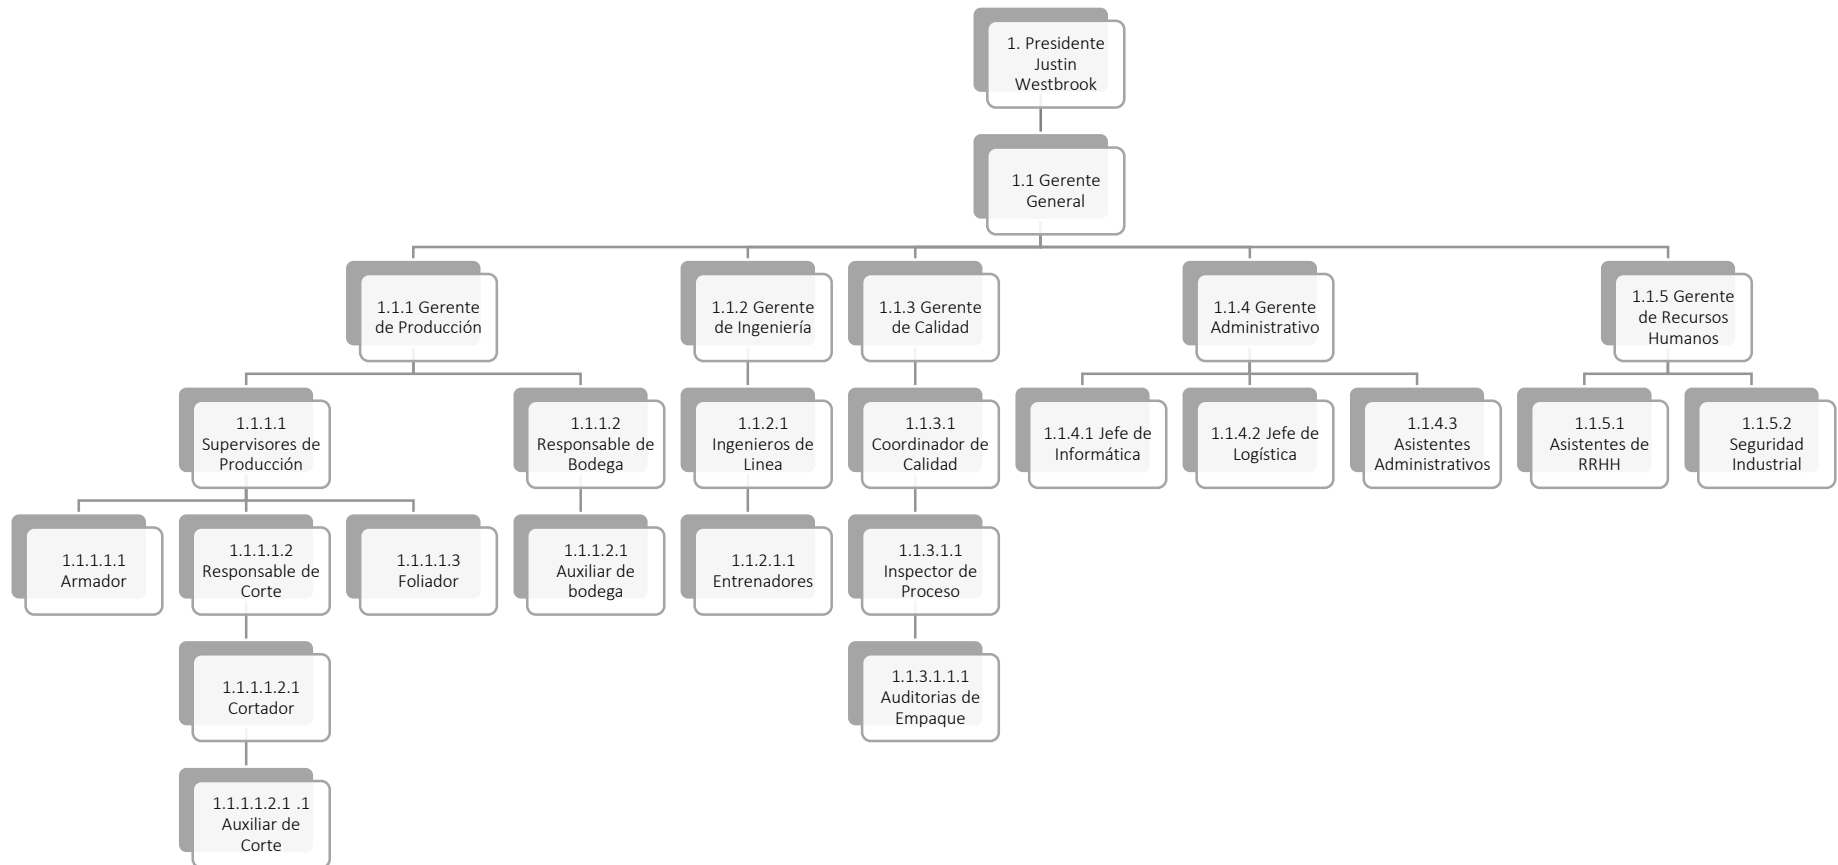 1. Presidente
Justin
Westbrook
1.1 Gerente
General
1.1.1 Gerente
de Producción
1.1.2 Gerente
de Ingeniería
1.1.3 Gerente
de Calidad
1.1.4 Gerente
Administrativo
1.1.5 Gerente
de Recursos
Humanos
1.1.1.1
Supervisores de
Producción
1.1.1.2
Responsable de
Bodega
1.1.2.1
Ingenieros de
Linea
1.1.3.1
Coordinador de
Calidad
1.1.4.1 Jefe de
Informática
1.1.4.2 Jefe de
Logística
1.1.4.3
Asistentes
Administrativos
1.1.5.1
Asistentes de
RRHH
1.1.5.2
Seguridad
Industrial
1.1.1.1.1
Armador
1.1.1.1.2
Responsable de
Corte
1.1.1.1.3
Foliador
1.1.1.2.1
Auxiliar de
bodega
1.1.2.1.1
Entrenadores
1.1.3.1.1
Inspector de
Proceso
1.1.1.1.2.1
Cortador
1.1.3.1.1.1
Auditorias de
Empaque
1.1.1.1.2.1 .1
Auxiliar de
Corte